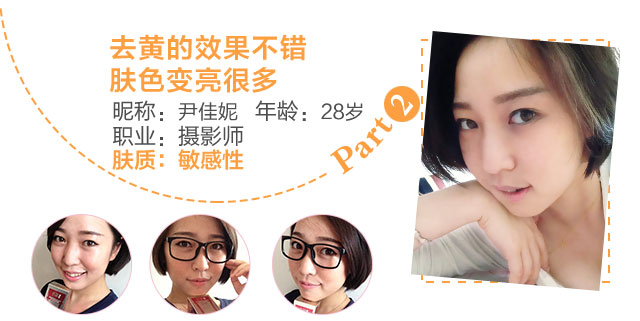 去黄的效果不错
肤色变亮很多
昵称：尹佳妮 年龄：28岁
职业：摄影师
肤质：敏感性
Part 2